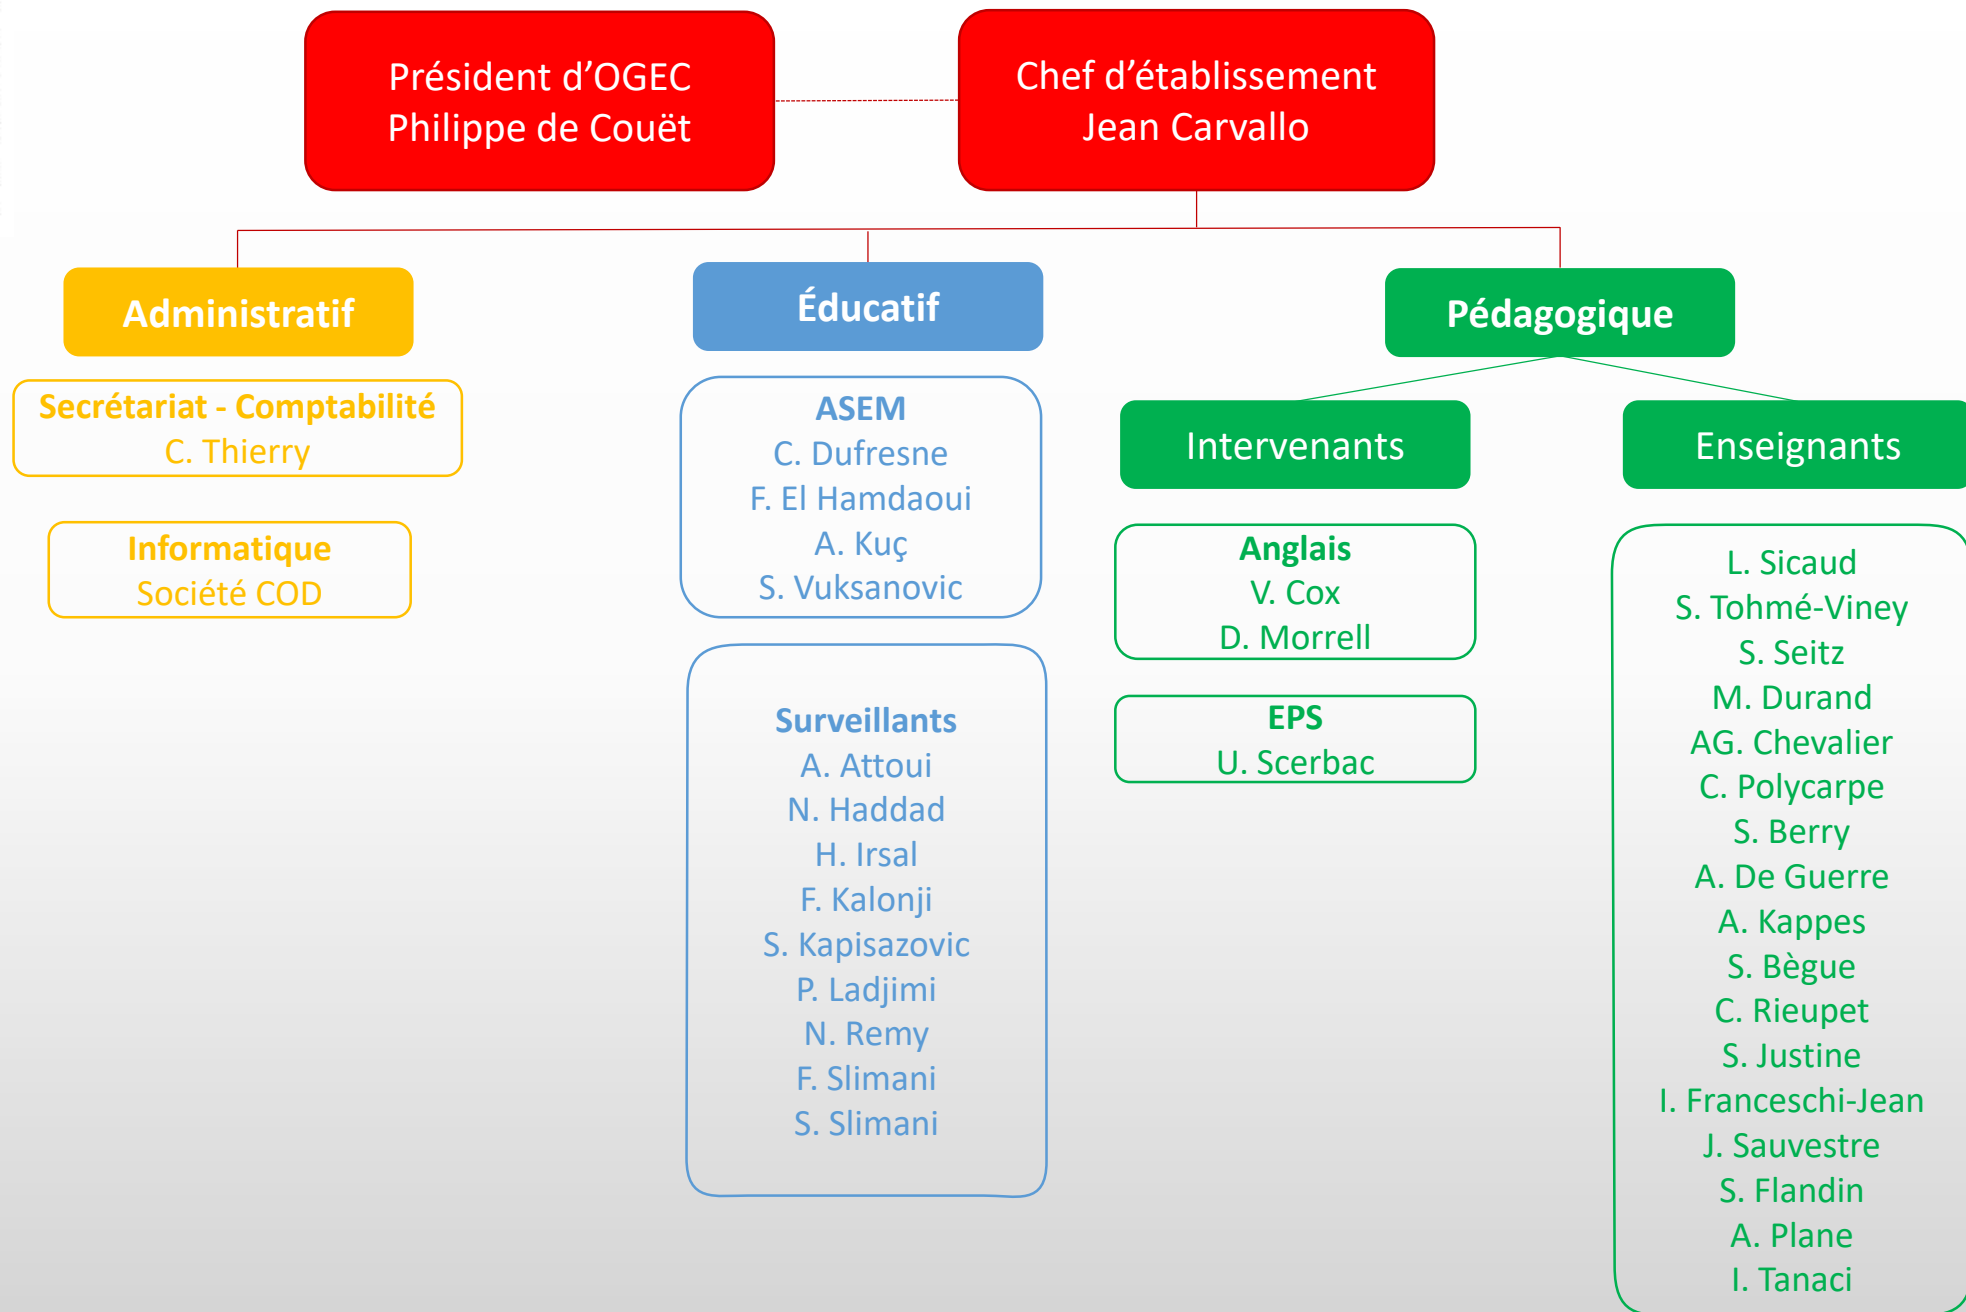 Président d’OGEC
Philippe de Couët
Chef d’établissement
Jean Carvallo
Administratif
Secrétariat - Comptabilité
C. Thierry
Informatique
Société COD
Éducatif
ASEM
C. Dufresne
F. El Hamdaoui
A. Kuç
S. Vuksanovic
Surveillants
A. Attoui
N. Haddad
H. Irsal
F. Kalonji
S. Kapisazovic
P. Ladjimi
N. Remy
F. Slimani
S. Slimani
Pédagogique
Intervenants
Anglais
V. Cox
D. Morrell
EPS
U. Scerbac
Enseignants
L. Sicaud
S. Tohmé-Viney
S. Seitz
M. Durand
AG. Chevalier
C. Polycarpe
S. Berry
A. De Guerre
A. Kappes
S. Bègue
C. Rieupet
S. Justine
I. Franceschi-Jean
J. Sauvestre
S. Flandin
A. Plane
I. Tanaci